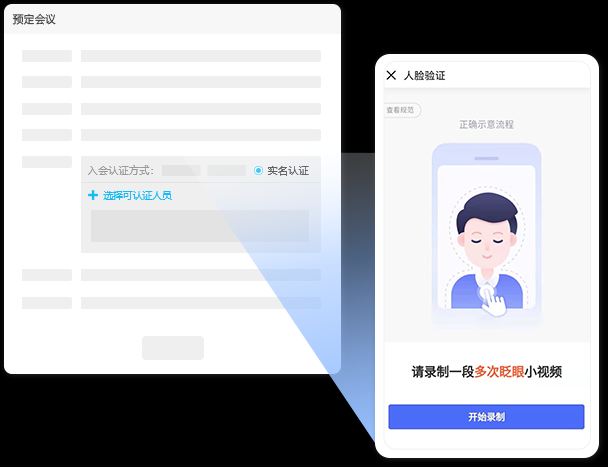 预定会议
入会认证方式：
实名认证
选择可认证人员
人脸验证
查看规范
正确示意流程
请录制一段多次眨眼小视频
开始录制